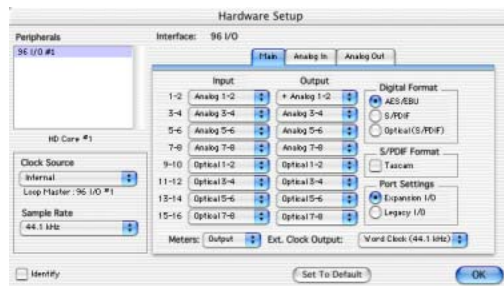 Hardware Setup
Peripherals
Interface: 96 I/O
96 I/O #1
Main Analog In Analog Out
Input Output
1-2 Analog 1-2 + Analog 1-2
3-4 Analog 3-4 Analog 3-4
5-6 Analog 5-6 Analog 5-6
7-8 Analog 7-8 Analog 7-8
9-10 Optical 1-2 Optical 1-2
11-12 Optical 3-4 Optical 3-4
13-14 Optical 5-6 Optical 5-6
15-16 Optical 7-8 Optical 7-8
Meters: Output Ext. Clock Output: Word Clock (44.1 kHz)
Digital Format
AES/EBU
S/PDIF
Optical (S/PDIF)
S/PDIF Format
Tascam
Port Settings
Expansion I/O
Legacy I/O
HD Core #1
Clock Source
Internal
Loop Master : 96 I/O #1
Sample Rate
44.1 kHz
Identify
Set To Default
OK